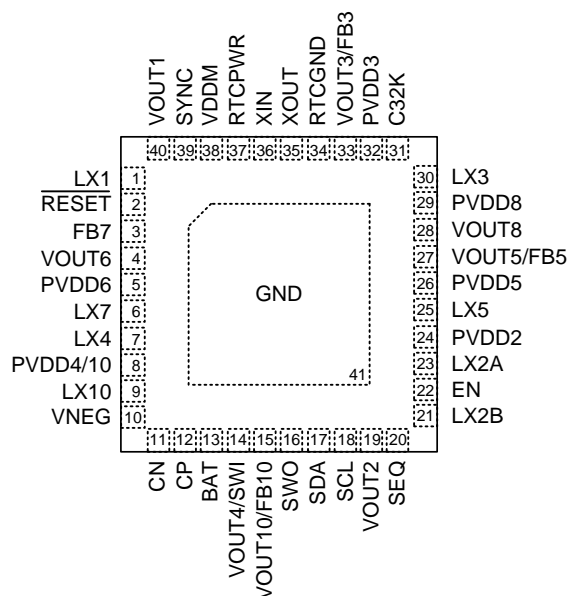 VOUT1
SYNC
VDDM
RTCPWR
XIN
XOUT
RTCGND
VOUT3/FB3
PVDD3
C32K
40 39 38 37 36 35 34 33 32 31
LX1 1
RESET 2
FB7 3
VOUT6 4
PVDD6 5
LX7 6
LX4 7
PVDD4/10 8
LX10 9
VNEG 10
GND
41
30 LX3
29 PVDD8
28 VOUT8
27 VOUT5/FB5
26 PVDD5
25 LX5
24 PVDD2
23 LX2A
22 EN
21 LX2B
11 12 13 14 15 16 17 18 19 20
CN
CP
BAT
VOUT4/SWI
VOUT10/FB10
SWO
SDA
SCL
VOUT2
SEQ